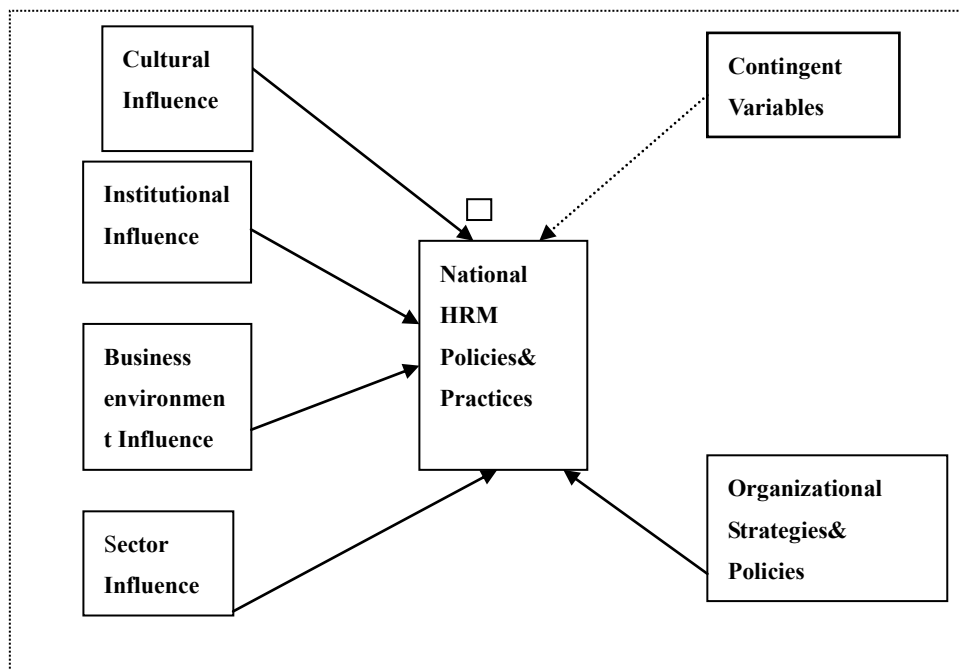 Cultural
Influence
Contingent
Variables
Institutional
Influence
National
HRM
Policies&
Practices
Business
environmen
t Influence
Organizational
Strategies&
Policies
Sector
Influence